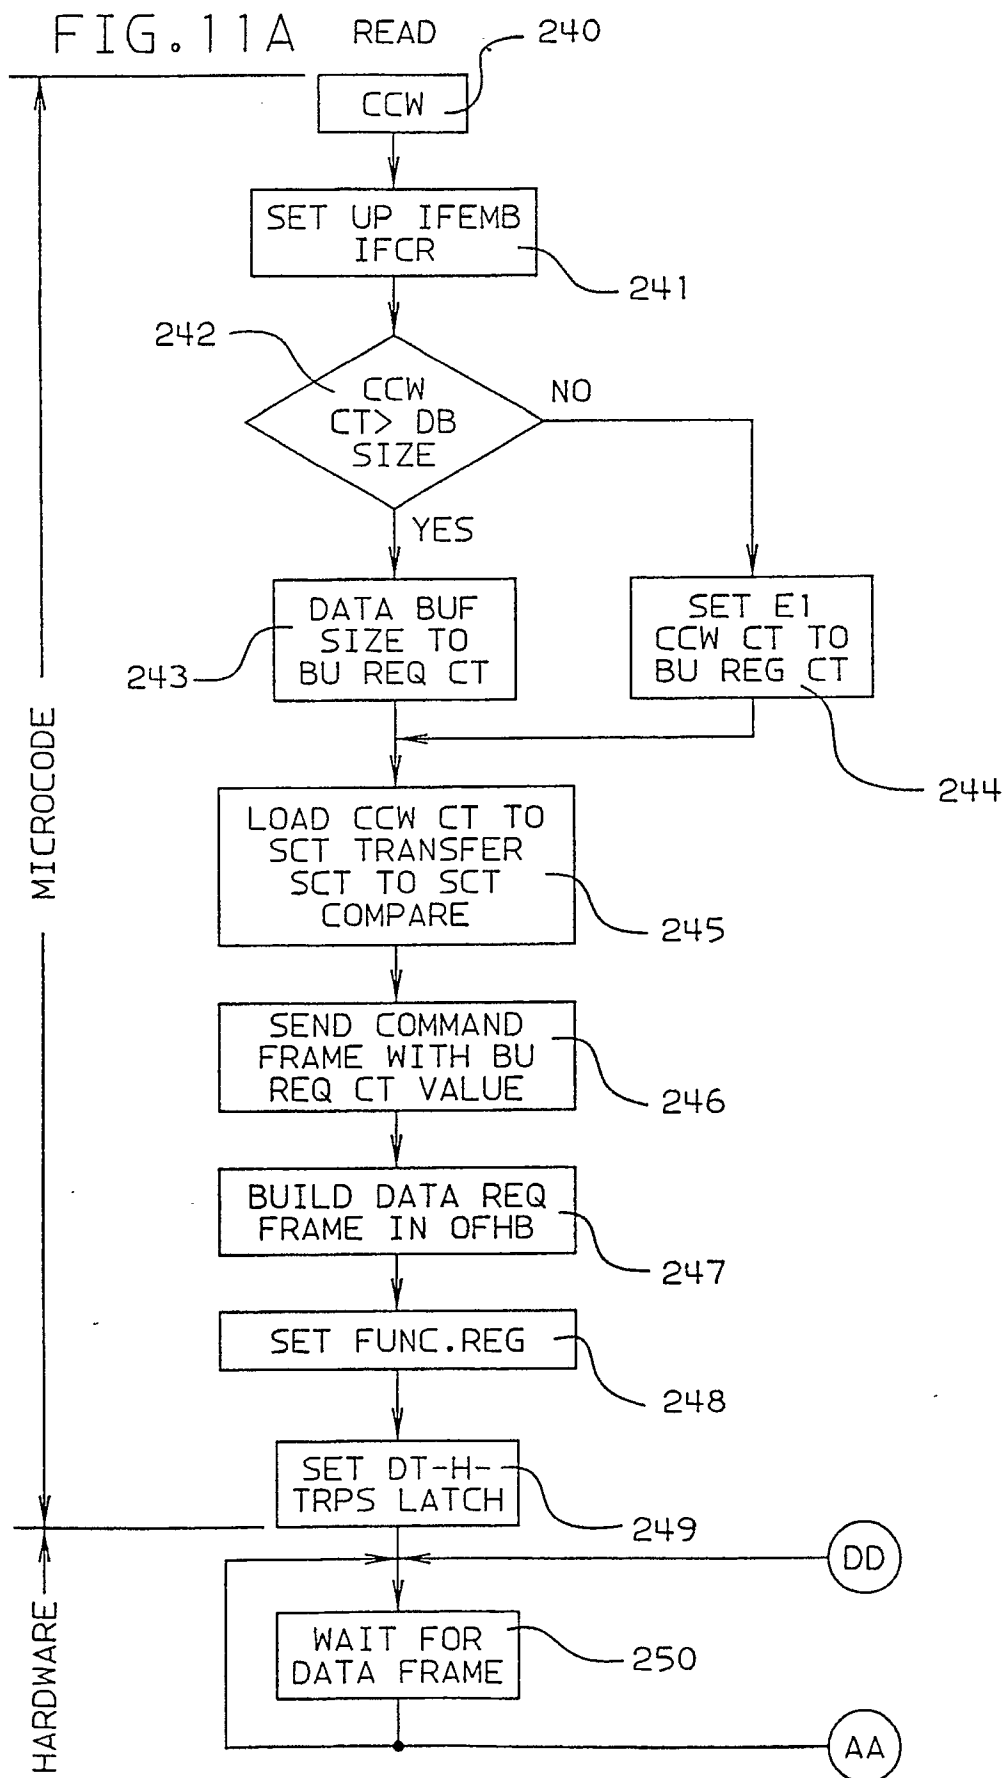 FIG.11A READ
240
CCW
SET UP IFEMB
IFCR
241
242
CCW
CT> DB
SIZE
NO
YES
DATA BUF
SIZE TO
BU REQ CT
243
SET E1
CCW CT TO
BU REG CT
244
LOAD CCW CT TO
SCT TRANSFER
SCT TO SCT
COMPARE
245
SEND COMMAND
FRAME WITH BU
REQ CT VALUE
246
BUILD DATA REQ
FRAME IN OFHB
247
SET FUNC.REG
248
SET DT-H-
TRPS LATCH
249
DD
WAIT FOR
DATA FRAME
250
AA
MICROCODE
HARDWARE